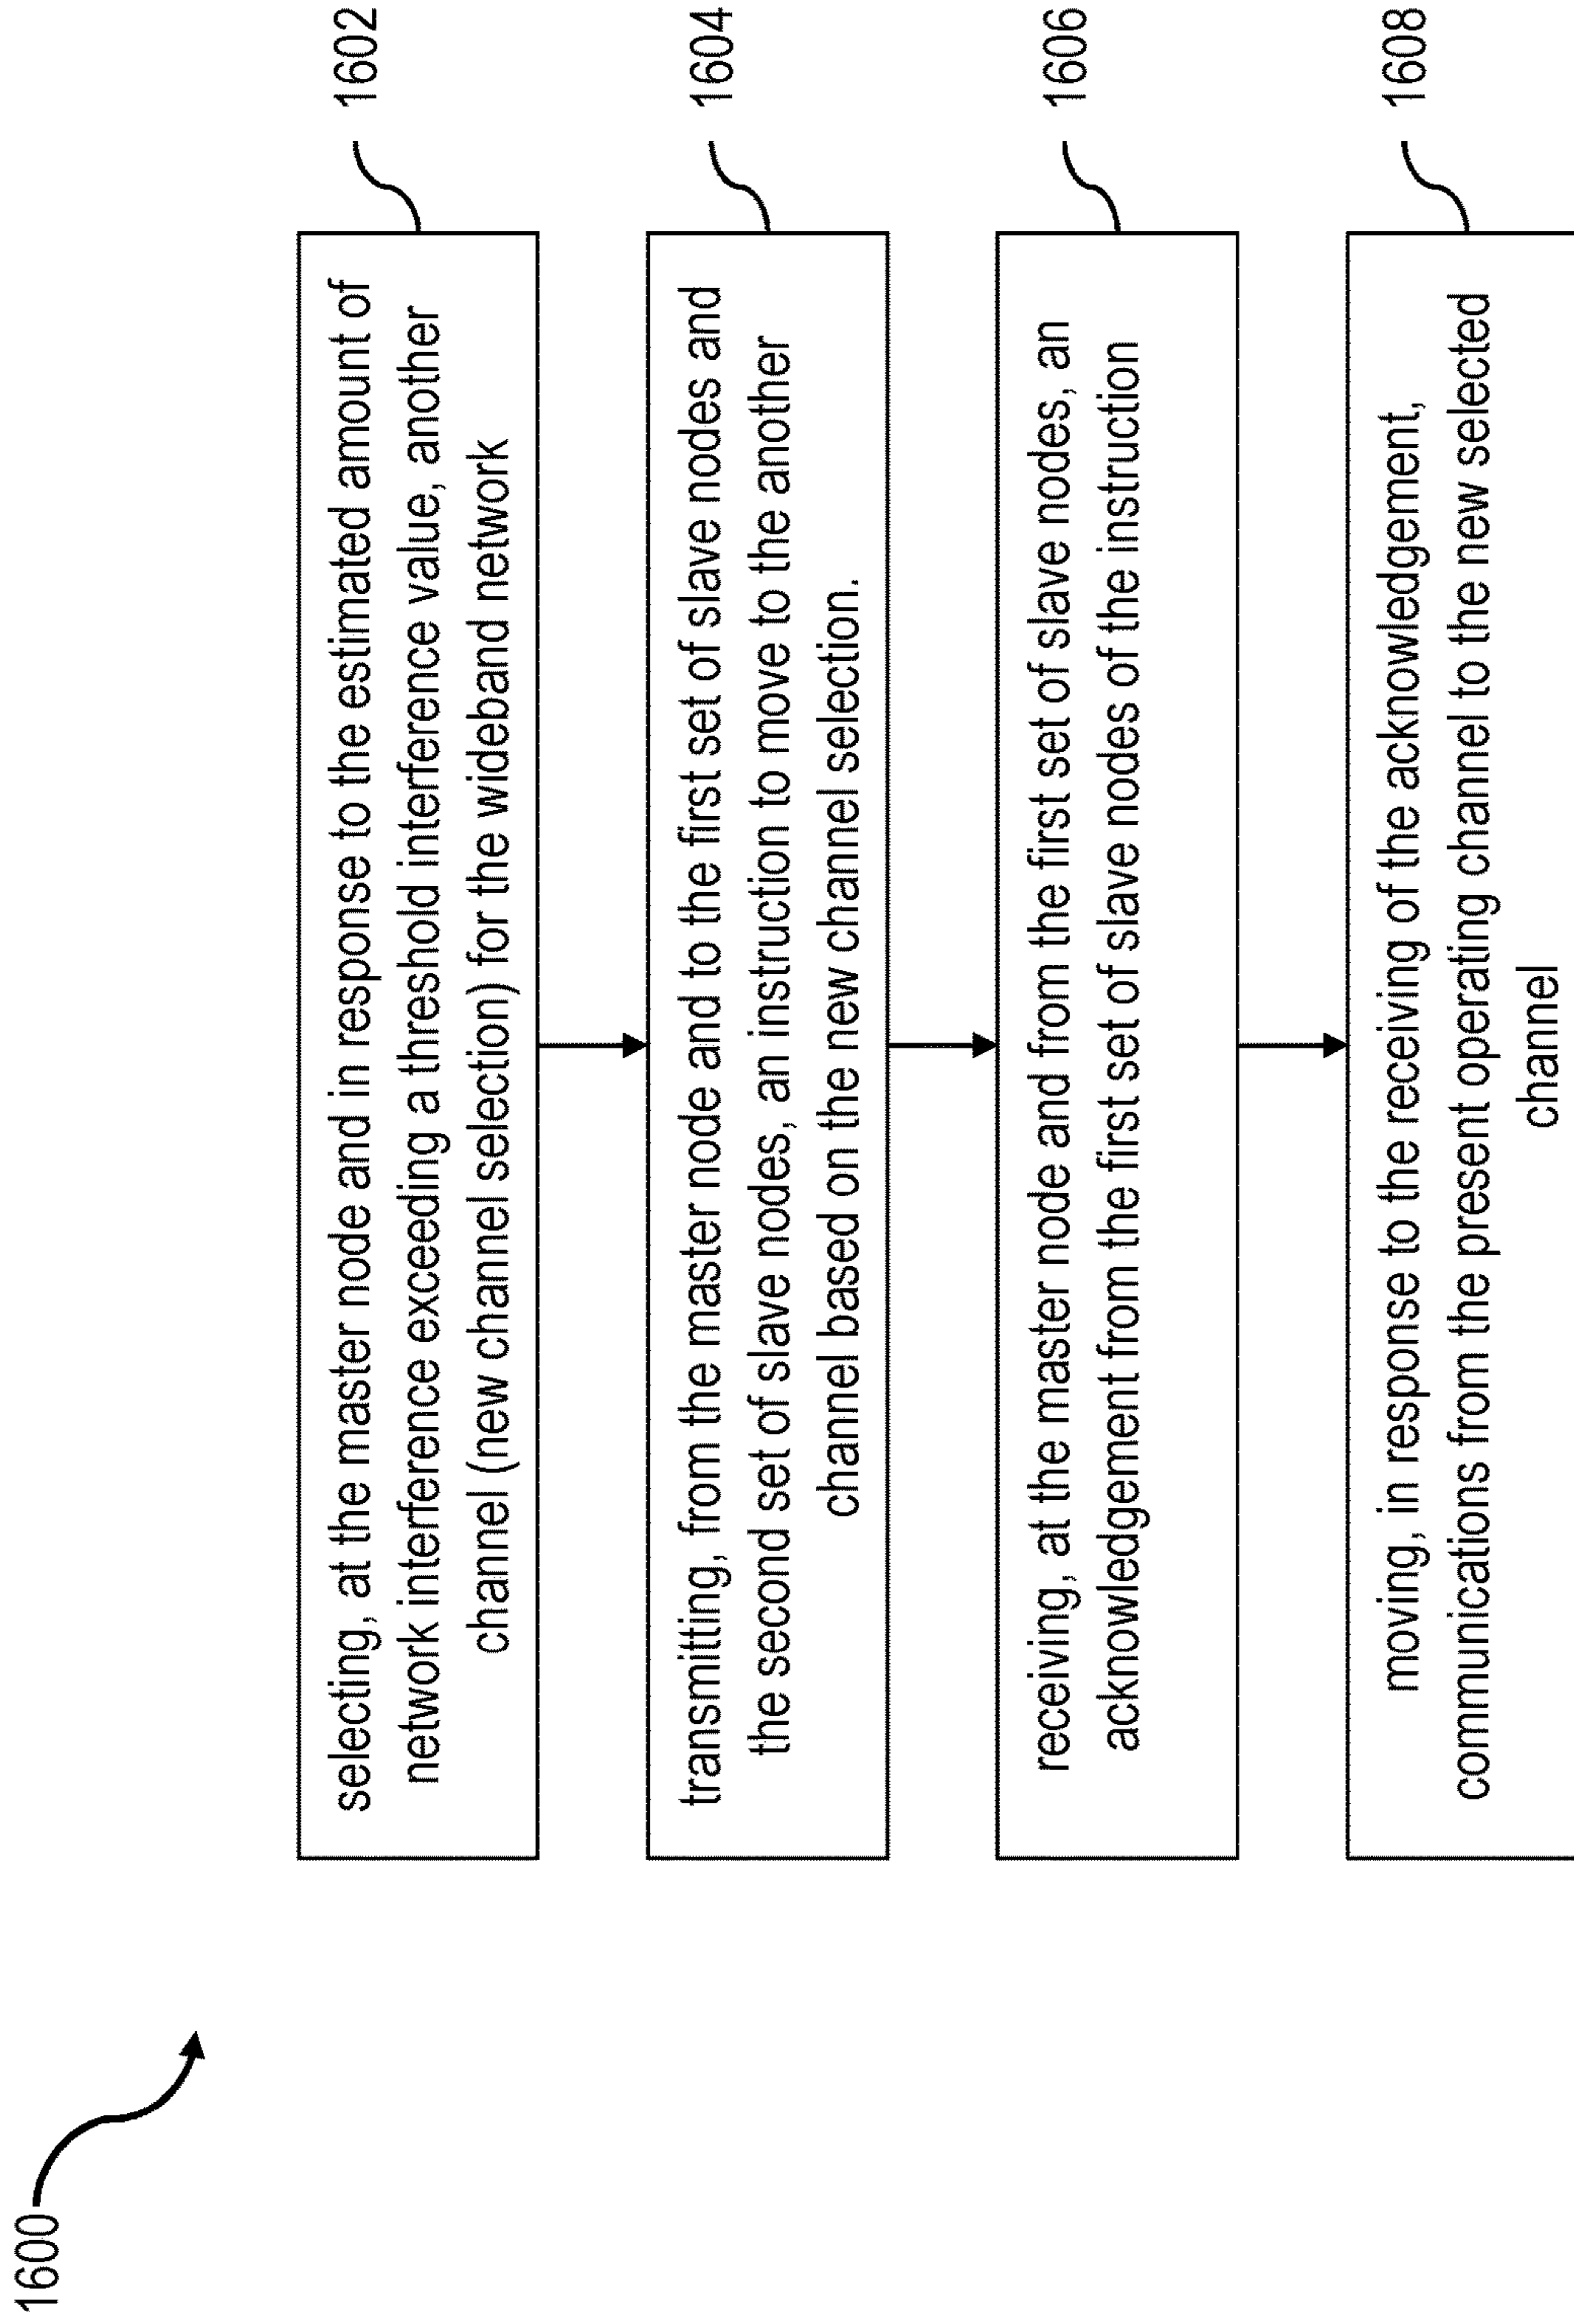 1600
selecting, at the master node and in response to the estimated amount of
network interference exceeding a threshold interference value, another
channel (new channel selection) for the wideband network
1602
transmitting, from the master node and to the first set of slave nodes and
the second set of slave nodes, an instruction to move to the another
channel based on the new channel selection.
1604
receiving, at the master node and from the first set of slave nodes, an
acknowledgement from the first set of slave nodes of the instruction
1606
moving, in response to the receiving of the acknowledgement,
communications from the present operating channel to the new selected
channel
1608